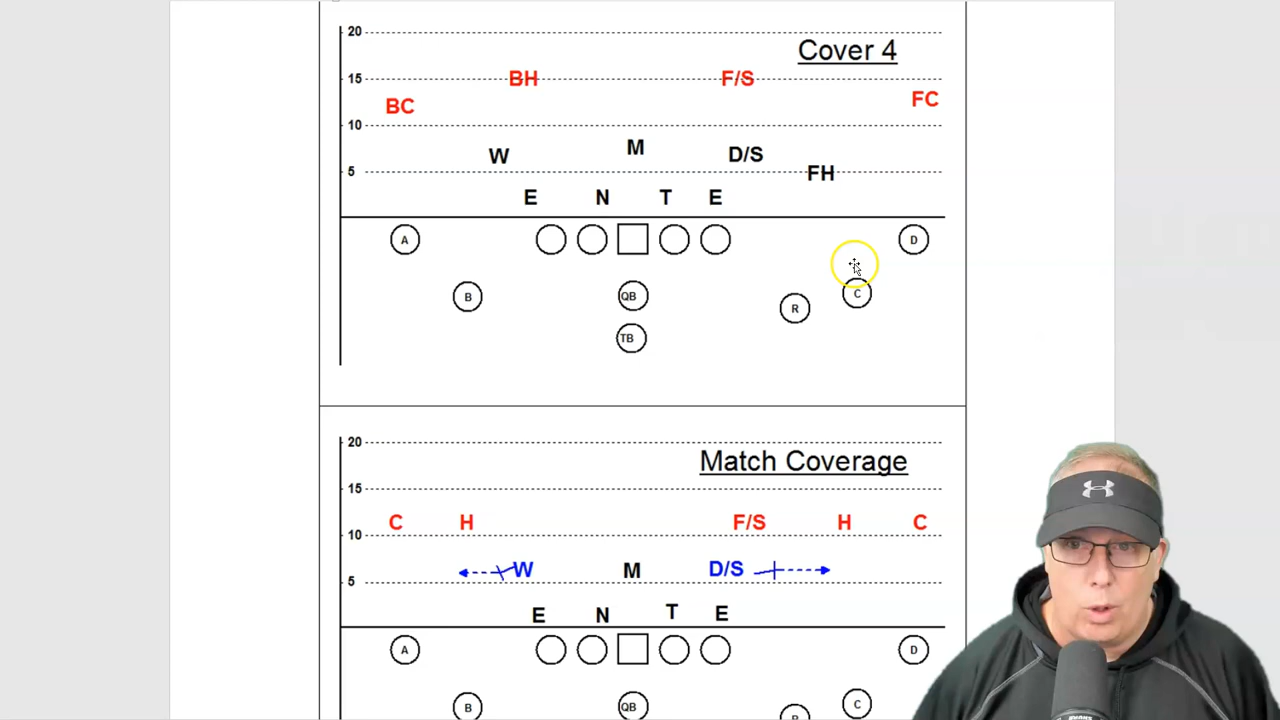 20
Cover 4
BH F/S
15
BC FC
10
W M D/S
5 FH
E N T E
A D
B QB R C
TB
20
Match Coverage
15
C H F/S H C
10
W M D/S
5
E N T E
A D
B QB R C